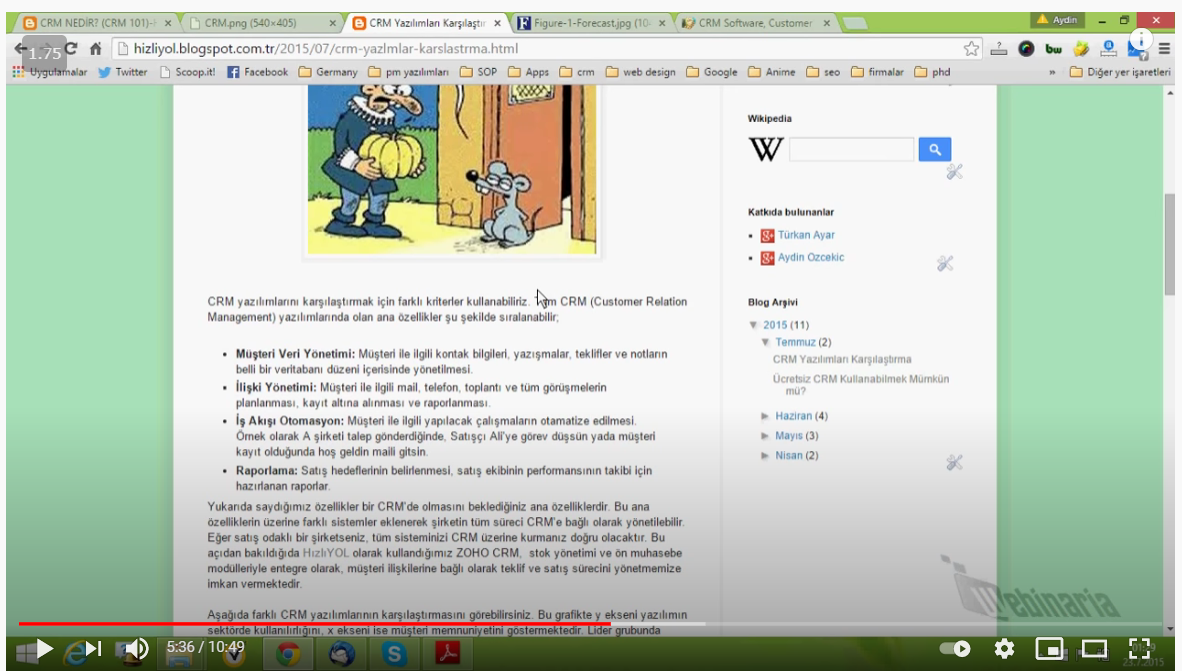 CRM NEDİR? (CRM 101)-
CRM.png (540×405)
CRM Yazılımları Karşılaştır
Figure-1-Forecast.jpg (10
CRM Software, Customer
Aydin
1.75
hizliyol.blogspot.com.tr/2015/07/crm-yazlmlar-karslastrma.html
Uygulamalar Twitter Scoop.it! Facebook Germany pm yazılımları SOP Apps crm web design Google Anime seo firmalar phd » Diğer yer işaretleri
CRM yazılımlarını karşılaştırmak için farklı kriterler kullanabiliriz. CRM (Customer Relation
Management) yazılımlarında olan ana özellikler şu şekilde sıralanabilir;
• Müşteri Veri Yönetimi: Müşteri ile ilgili kontak bilgileri, yazışmalar, teklifler ve notların
belli bir veritabanı düzeni içerisinde yönetilmesi.
• İlişki Yönetimi: Müşteri ile ilgili mail, telefon, toplantı ve tüm görüşmelerin
planlanması, kayıt altına alınması ve raporlanması.
• İş Akışı Otomasyon: Müşteri ile ilgili yapılacak çalışmaların otamatize edilmesi.
Örnek olarak A şirketi talep gönderdiğinde, Satışçı Ali'ye görev düşsün yada müşteri
kayıt olduğunda hoş geldin maili gitsin.
• Raporlama: Satış hedeflerinin belirlenmesi, satış ekibinin performansının takibi için
hazırlanan raporlar.
Yukarıda saydığımız özellikler bir CRM'de olmasını beklediğiniz ana özelliklerdir. Bu ana
özelliklerin üzerine farklı sistemler eklenerek şirketin tüm süreci CRM'e bağlı olarak yönetilebilir.
Eğer satış odaklı bir şirketseniz, tüm sisteminizi CRM üzerine kurmanız doğru olacaktır. Bu
açıdan bakıldığıda HızlıYOL olarak kullandığımız ZOHO CRM, stok yönetimi ve ön muhasebe
modülleriyle entegre olarak, müşteri ilişkilerine bağlı olarak teklif ve satış sürecini yönetmemize
imkan vermektedir.
Aşağıda farklı CRM yazılımlarının karşılaştırmasını görebilirsiniz. Bu grafikte y ekseni yazılımın
sektörde kullanılırlığını, x ekseni ise müşteri memnuniyetini göstermektedir. Lider grubunda
Wikipedia
W
Katkıda bulunanlar
• Türkan Ayar
• Aydin Ozcekic
Blog Arşivi
▼ 2015 (11)
▼ Temmuz (2)
CRM Yazılımları Karşılaştırma
Ücretsiz CRM Kullanabilmek Mümkün
mü?
► Haziran (4)
► Mayıs (3)
► Nisan (2)
Webinaria
5:36 / 10:49
23.7.2015